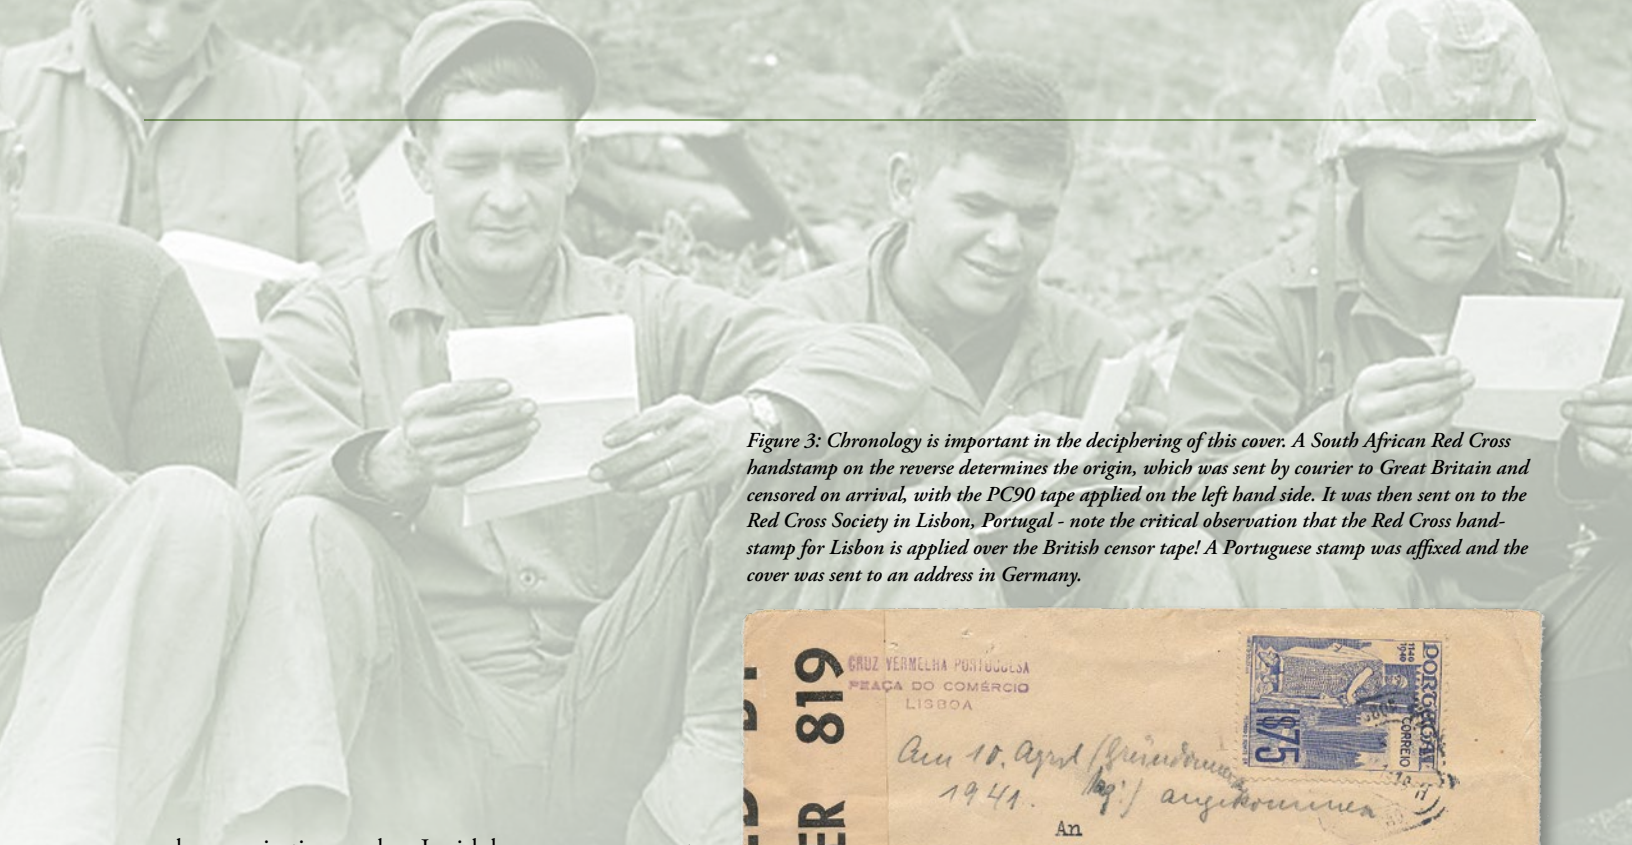 Figure 3: Chronology is important in the deciphering of this cover. A South African Red Cross
handstamp on the reverse determines the origin, which was sent by courier to Great Britain and
censored on arrival, with the PC90 tape applied on the left hand side. It was then sent on to the
Red Cross Society in Lisbon, Portugal - note the critical observation that the Red Cross hand-
stamp for Lisbon is applied over the British censor tape! A Portuguese stamp was affixed and the
cover was sent to an address in Germany.
819
CRUZ VERMELHA PORTUGUESA
PRAÇA DO COMÉRCIO
LISBOA
PORTUGAL
CORREIO
1$75
1140
1940
Am 10. April
1941. angekommen
An
ER